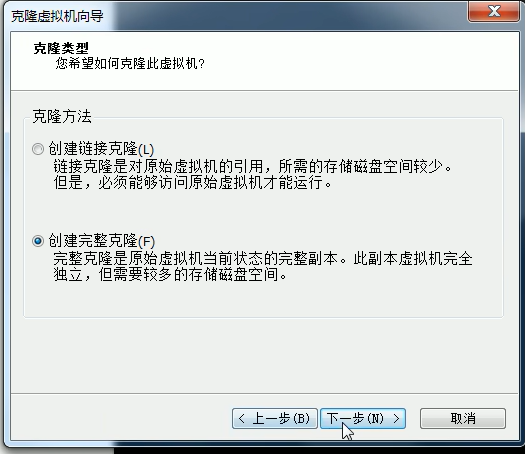 克隆虚拟机向导
克隆类型
您希望如何克隆此虚拟机?
克隆方法
创建链接克隆(L)
链接克隆是对原始虚拟机的引用，所需的存储磁盘空间较少。
但是，必须能够访问原始虚拟机才能运行。
创建完整克隆(F)
完整克隆是原始虚拟机当前状态的完整副本。此副本虚拟机完全
独立，但需要较多的存储磁盘空间。
< 上一步(B) 下一步(N) > 取消